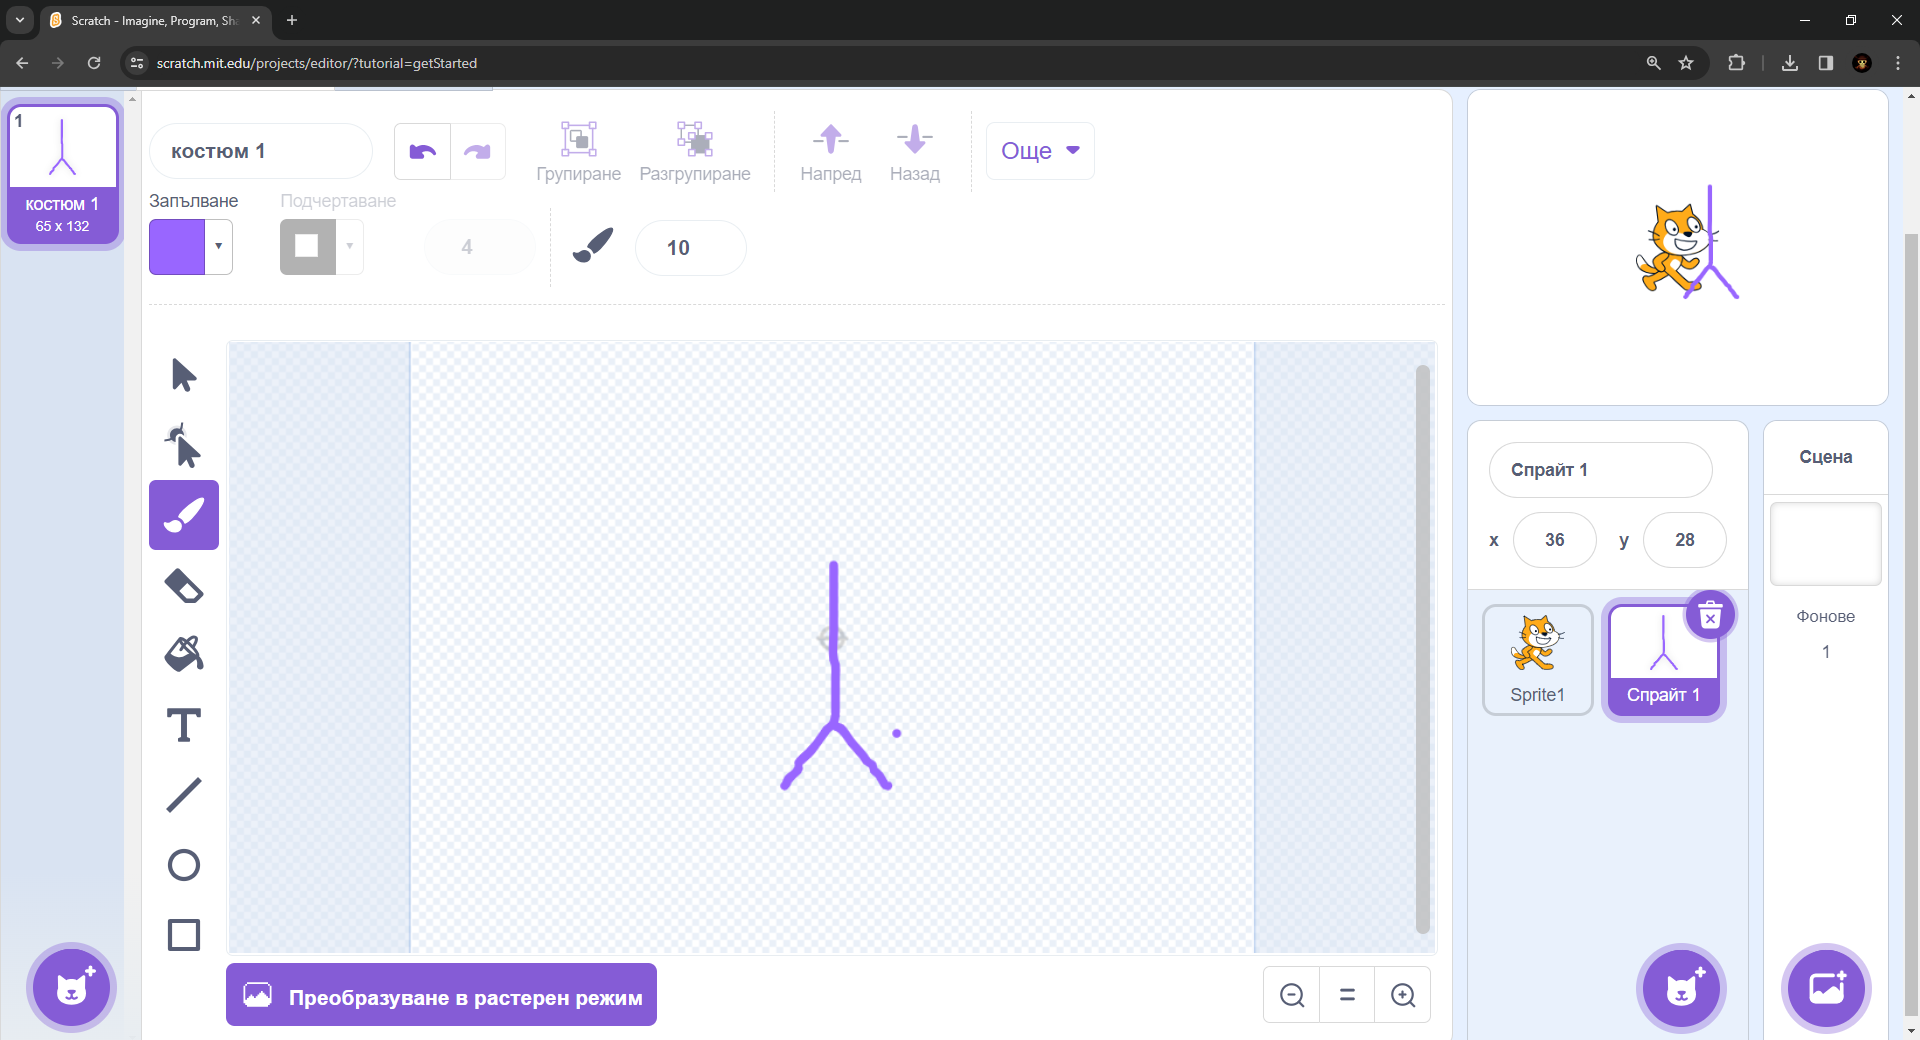 Scratch - Imagine, Program, Sh
scratch.mit.edu/projects/editor/?tutorial=getStarted
1
костюм 1
65 x 132
костюм 1
Групиране
Разгрупиране
Напред
Назад
Още
Запълване
Подчертаване
4
10
Преобразуване в растерен режим
Спрайт 1
x
36
y
28
Sprite1
Спрайт 1
Сцена
Фонове
1